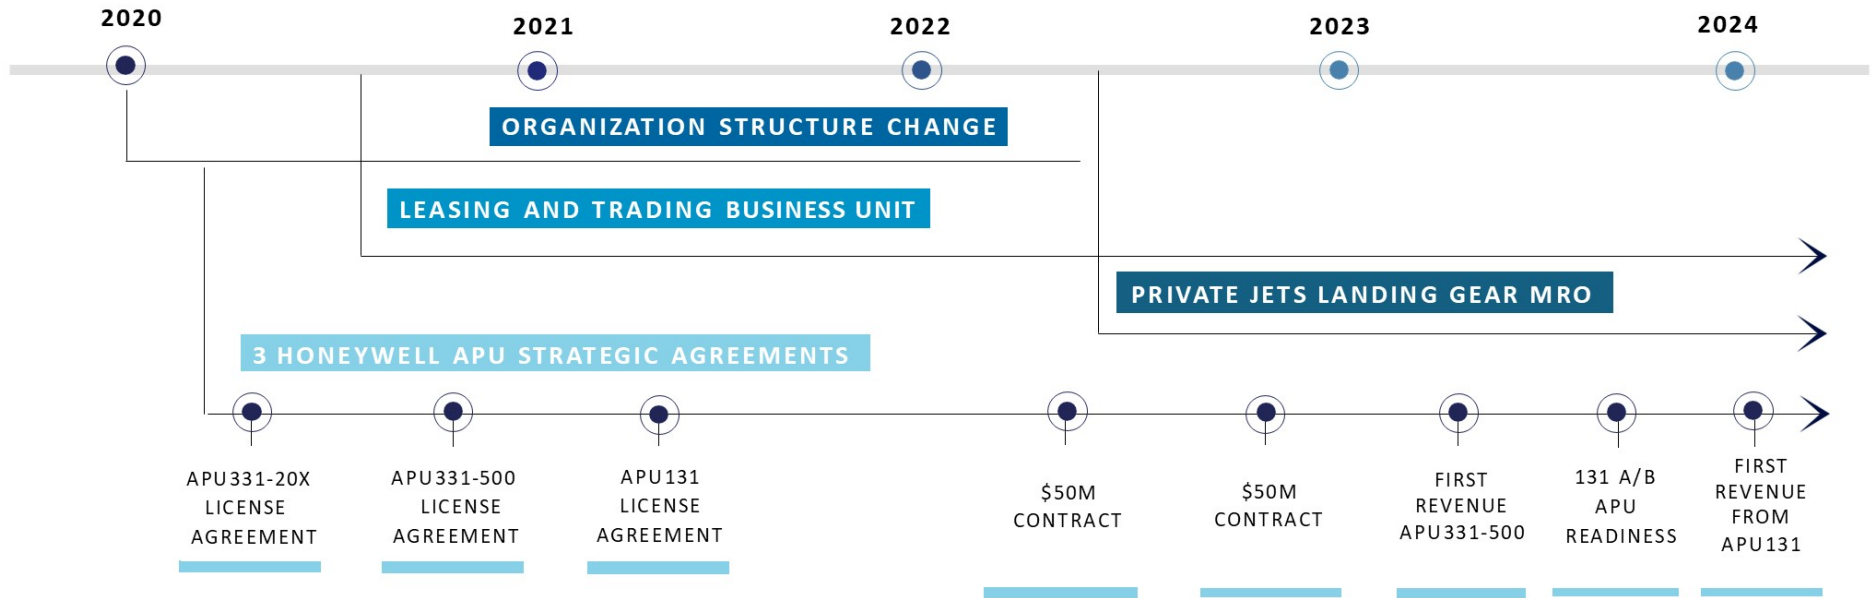 2020
2021
2022
2023
2024
ORGANIZATION STRUCTURE CHANGE
LEASING AND TRADING BUSINESS UNIT
PRIVATE JETS LANDING GEAR MRO
3 HONEYWELL APU STRATEGIC AGREEMENTS
APU331-20X
LICENSE
AGREEMENT
APU331-500
LICENSE
AGREEMENT
APU131
LICENSE
AGREEMENT
$50M
CONTRACT
$50M
CONTRACT
FIRST
REVENUE
APU331-500
131 A/B
APU
READINESS
FIRST
REVENUE
FROM
APU131